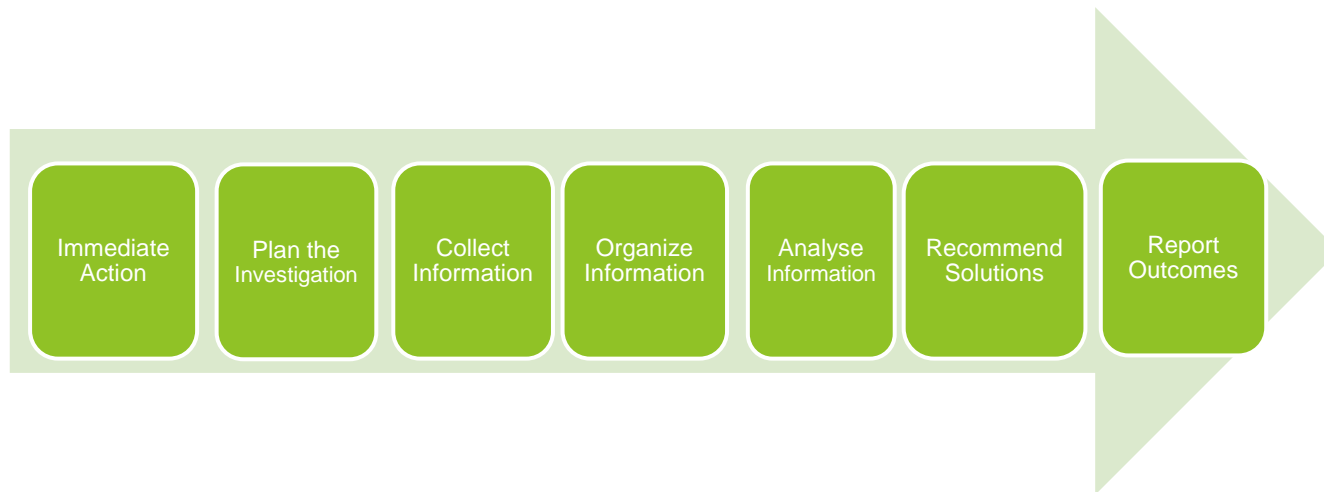 Immediate
Action
Plan the
Investigation
Collect
Information
Organize
Information
Analyse
Information
Recommend
Solutions
Report
Outcomes